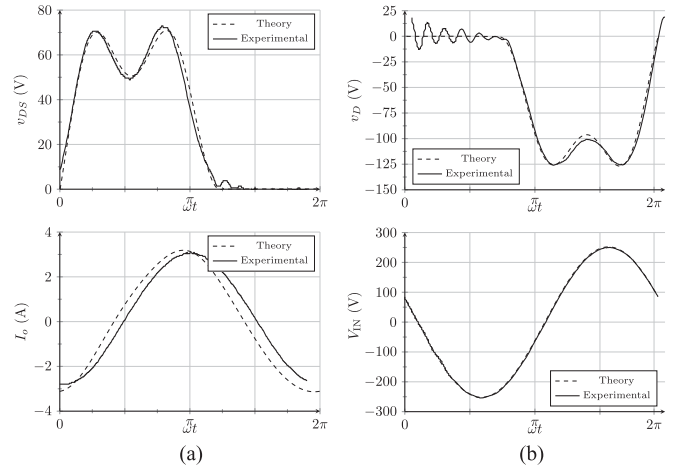 80
60
40
20
0
v_DS (V)
Theory
Experimental
0
π
2π
ωt
25
0
−25
−50
−75
−100
−125
−150
v_D (V)
Theory
Experimental
0
π
2π
ωt
4
2
0
−2
−4
I_o (A)
Theory
Experimental
0
π
2π
ωt
(a)
300
200
100
0
−100
−200
−300
V_IN (V)
Theory
Experimental
0
π
2π
ωt
(b)